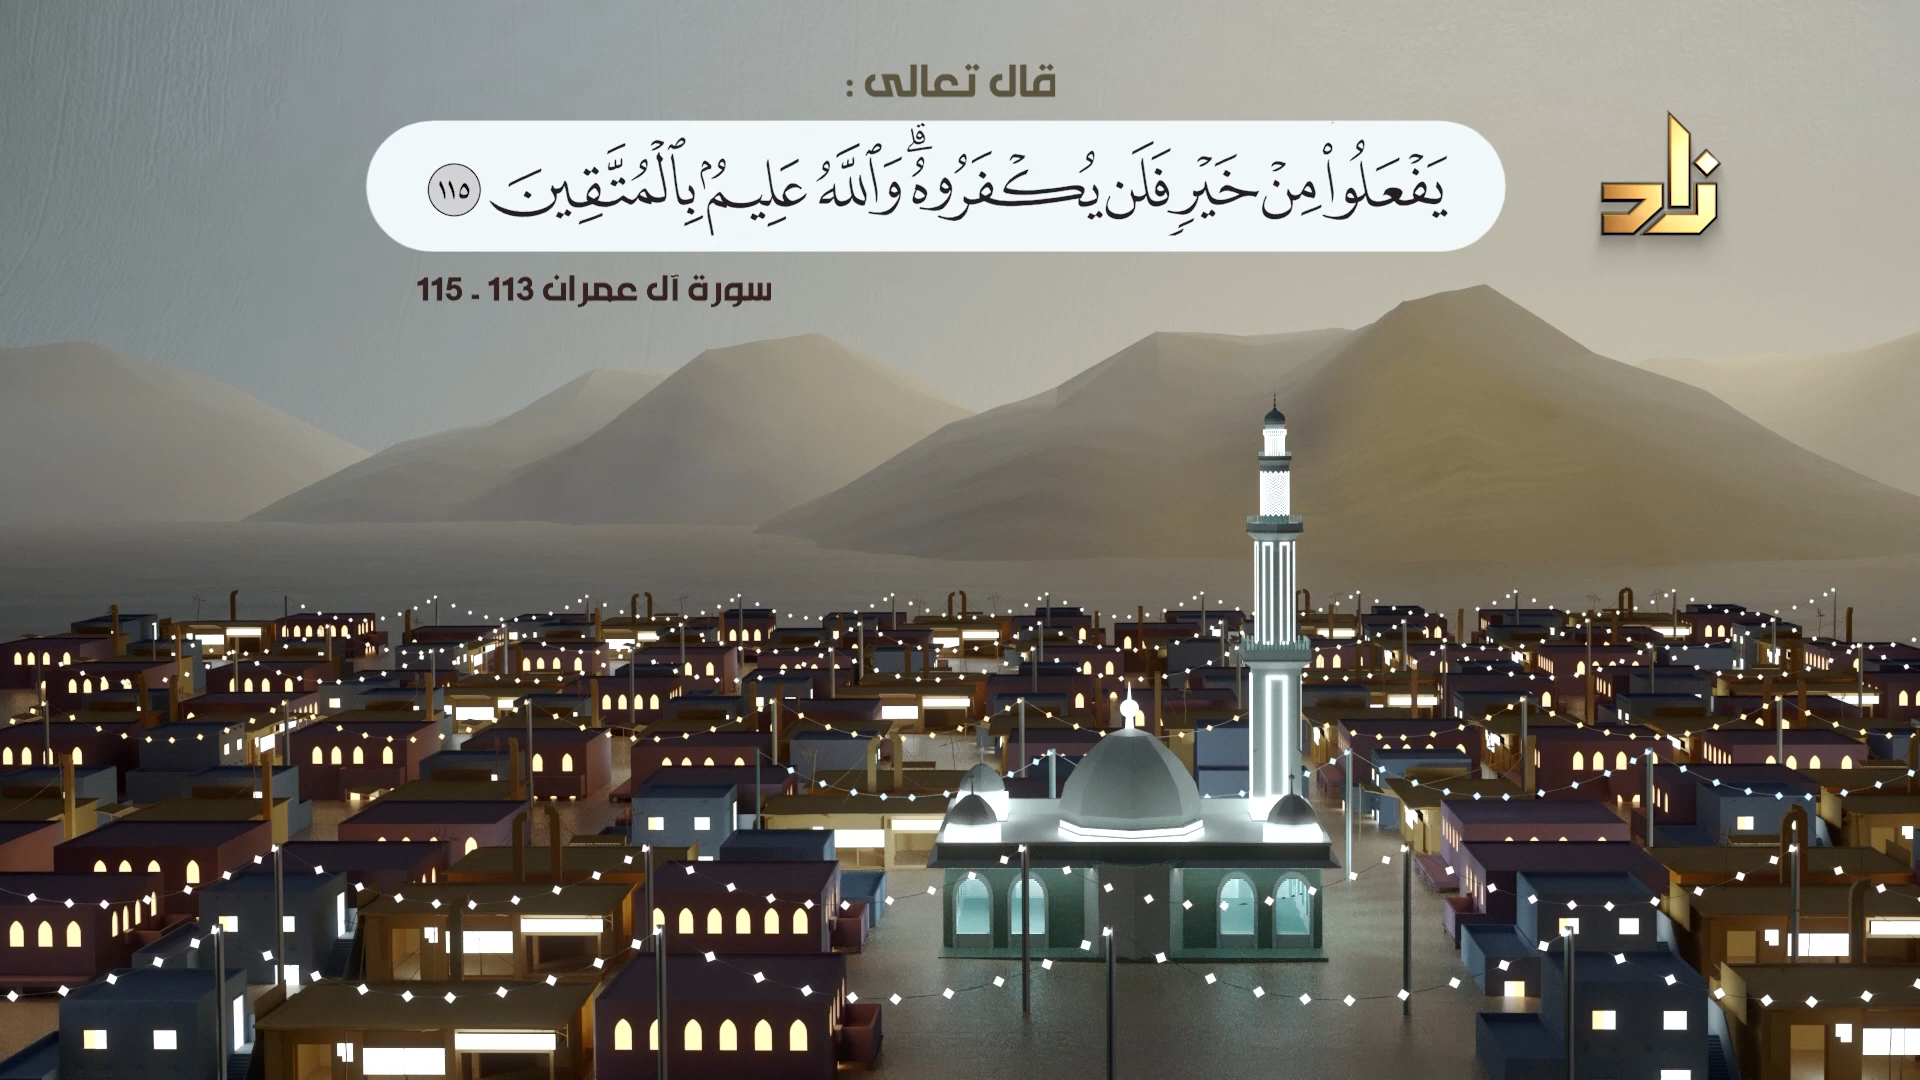 قال تعالى :
يَفْعَلُوا۟ مِنْ خَيْرٍ فَلَن يُكْفَرُوهُ ۗ وَٱللَّهُ عَلِيمٌۢ بِٱلْمُتَّقِينَ ١١٥
زاد
سورة آل عمران 113 - 115